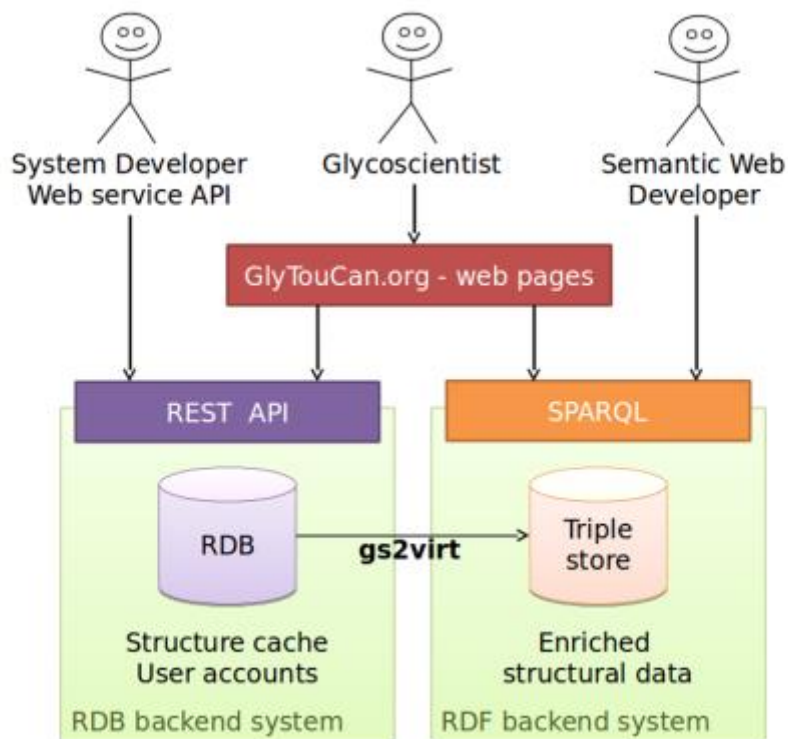 System Developer
Web service API
Glycoscientist
Semantic Web
Developer
GlyTouCan.org - web pages
REST API
SPARQL
RDB
gs2virt
Triple
store
Structure cache
User accounts
Enriched
structural data
RDB backend system
RDF backend system